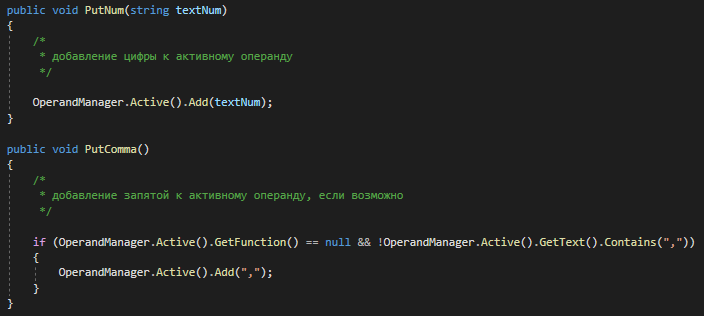 public void PutNum(string textNum)
{
    /*
     * добавление цифры к активному операнду
     */
    OperandManager.Active().Add(textNum);
}
public void PutComma()
{
    /*
     * добавление запятой к активному операнду, если возможно
     */
    if (OperandManager.Active().GetFunction() == null && !OperandManager.Active().GetText().Contains(","))
    {
        OperandManager.Active().Add(",");
    }
}